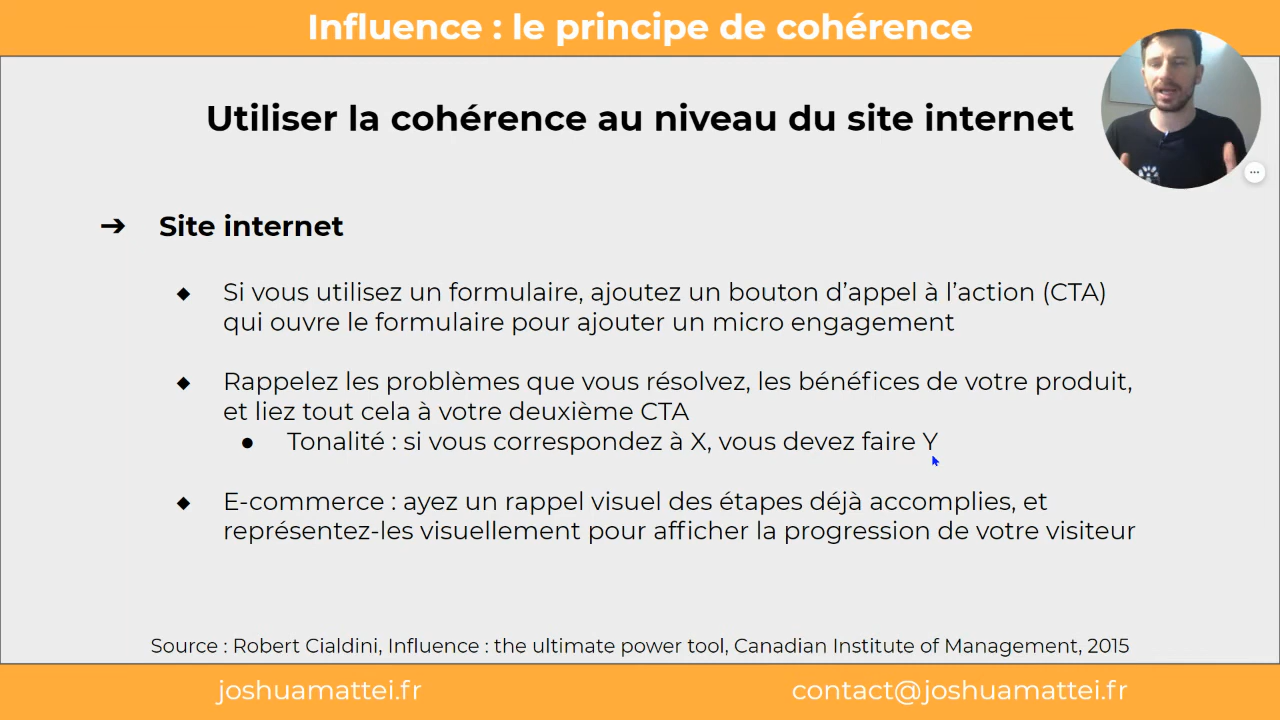 Influence : le principe de cohérence
Utiliser la cohérence au niveau du site internet
➔ Site internet
◆ Si vous utilisez un formulaire, ajoutez un bouton d’appel à l’action (CTA)
qui ouvre le formulaire pour ajouter un micro engagement
◆ Rappelez les problèmes que vous résolvez, les bénéfices de votre produit,
et liez tout cela à votre deuxième CTA
● Tonalité : si vous correspondez à X, vous devez faire Y
◆ E-commerce : ayez un rappel visuel des étapes déjà accomplies, et
représentez-les visuellement pour afficher la progression de votre visiteur
Source : Robert Cialdini, Influence : the ultimate power tool, Canadian Institute of Management, 2015
joshuamattei.fr
contact@joshuamattei.fr